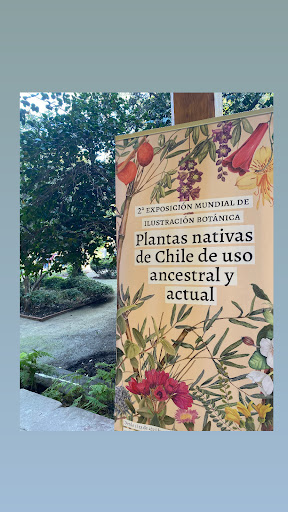 2ª EXPOSICIÓN MUNDIAL DE
ILUSTRACIÓN BOTÁNICA
Plantas nativas
de Chile de uso
ancestral y
actual